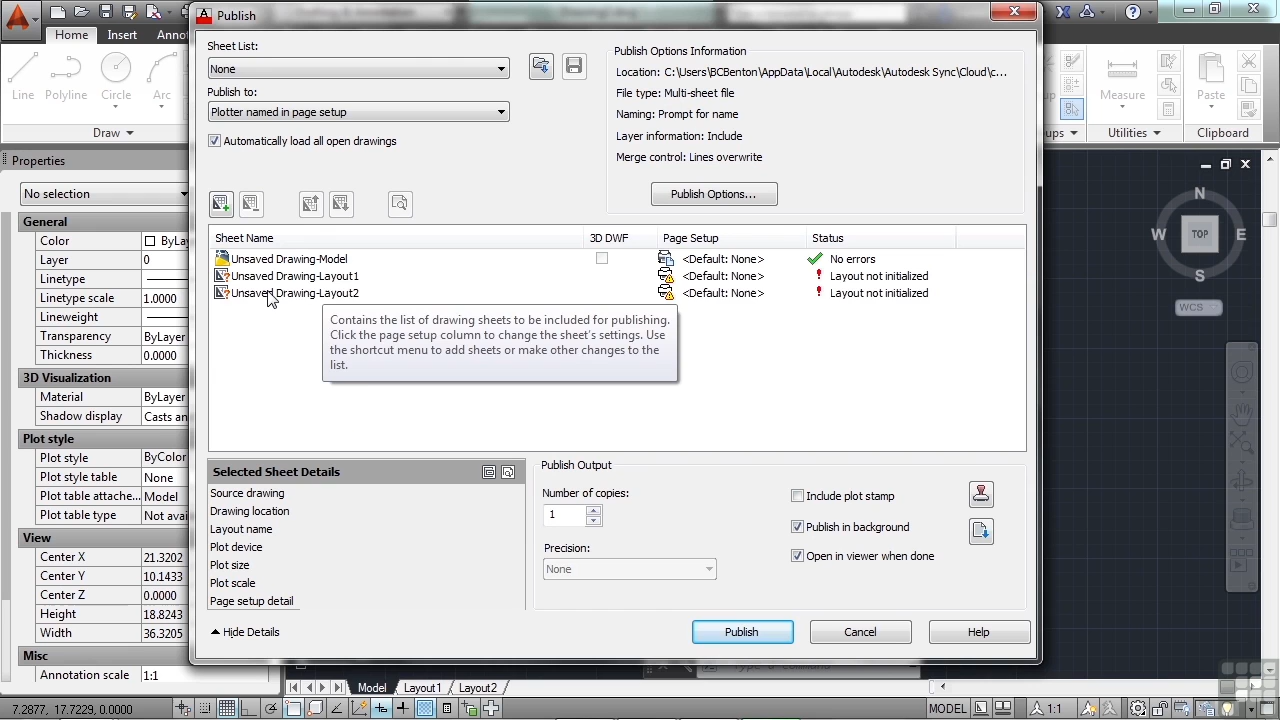 Publish
Home
Insert
Sheet List:
None
Publish to:
Plotter named in page setup
Automatically load all open drawings
Publish Options Information
Location: C:\Users\BCBenton\AppData\Local\Autodesk\Autodesk Sync\Cloud\c...
File type: Multi-sheet file
Naming: Prompt for name
Layer information: Include
Merge control: Lines overwrite
Publish Options...
Line
Polyline
Circle
Arc
Draw
Measure
Paste
Utilities
Clipboard
Properties
No selection
General
Color
Layer
0
Linetype
Linetype scale
1.0000
Lineweight
Transparency
ByLayer
Thickness
0.0000
3D Visualization
Material
ByLayer
Shadow display
Plot style
Plot style
ByColor
Plot style table
None
Plot table attache...
Model
Plot table type
View
Center X
21.3202
Center Y
10.1433
Center Z
0.0000
Height
18.8243
Width
36.3205
Misc
Annotation scale
1:1
Sheet Name
3D DWF
Page Setup
Status
Unsaved Drawing-Model
<Default: None>
No errors
Unsaved Drawing-Layout1
<Default: None>
Layout not initialized
Unsaved Drawing-Layout2
<Default: None>
Layout not initialized
Contains the list of drawing sheets to be included for publishing.
Click the page setup column to change the sheet's settings. Use
the shortcut menu to add sheets or make other changes to the
list.
Selected Sheet Details
Source drawing
Drawing location
Layout name
Plot device
Plot size
Plot scale
Page setup detail
Hide Details
Publish Output
Number of copies:
1
Precision:
None
Include plot stamp
Publish in background
Open in viewer when done
Publish
Cancel
Help
N
W
TOP
E
S
WCS
Model
Layout1
Layout2
7.2877, 17.7229, 0.0000
MODEL
1:1